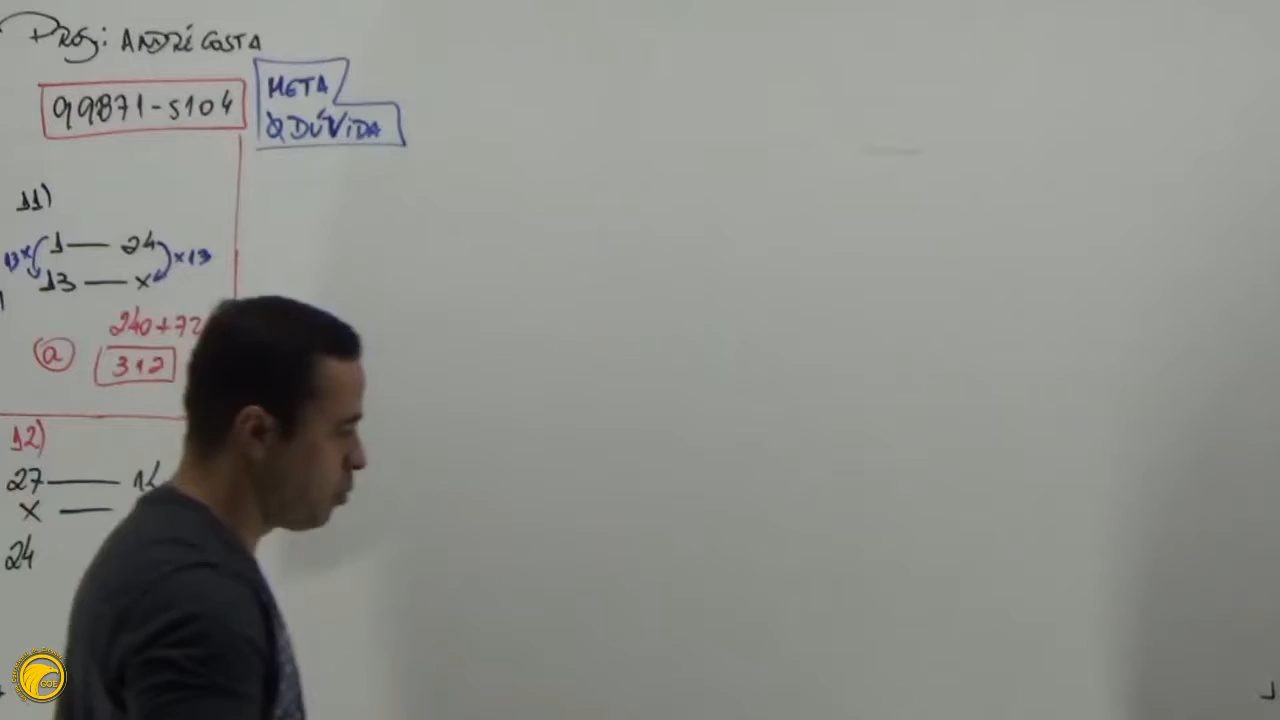 Prof: ANDRÉ COSTA
99871-5104
META
DÚVIDA
11)
1 — 24
13x
x13
13 — x
240+72
a
312
12)
27 —
x —
24
GOE